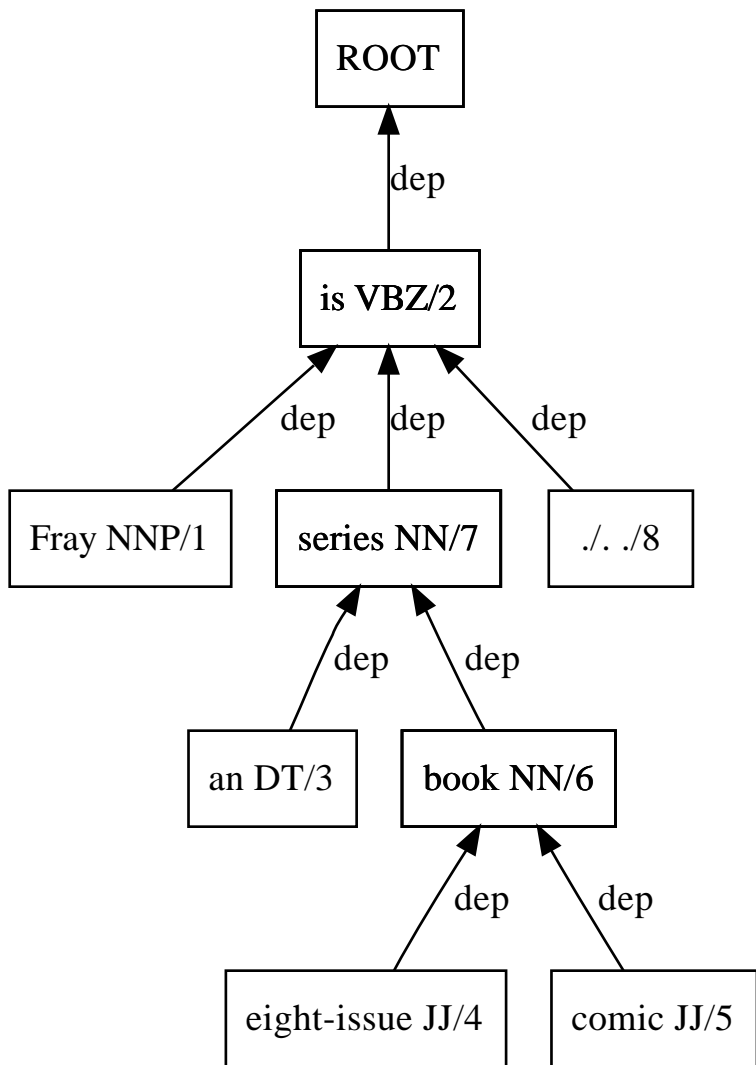 ROOT
dep
is VBZ/2
dep dep dep
Fray NNP/1 series NN/7 ./. ./8
dep dep
an DT/3 book NN/6
dep dep
eight-issue JJ/4 comic JJ/5